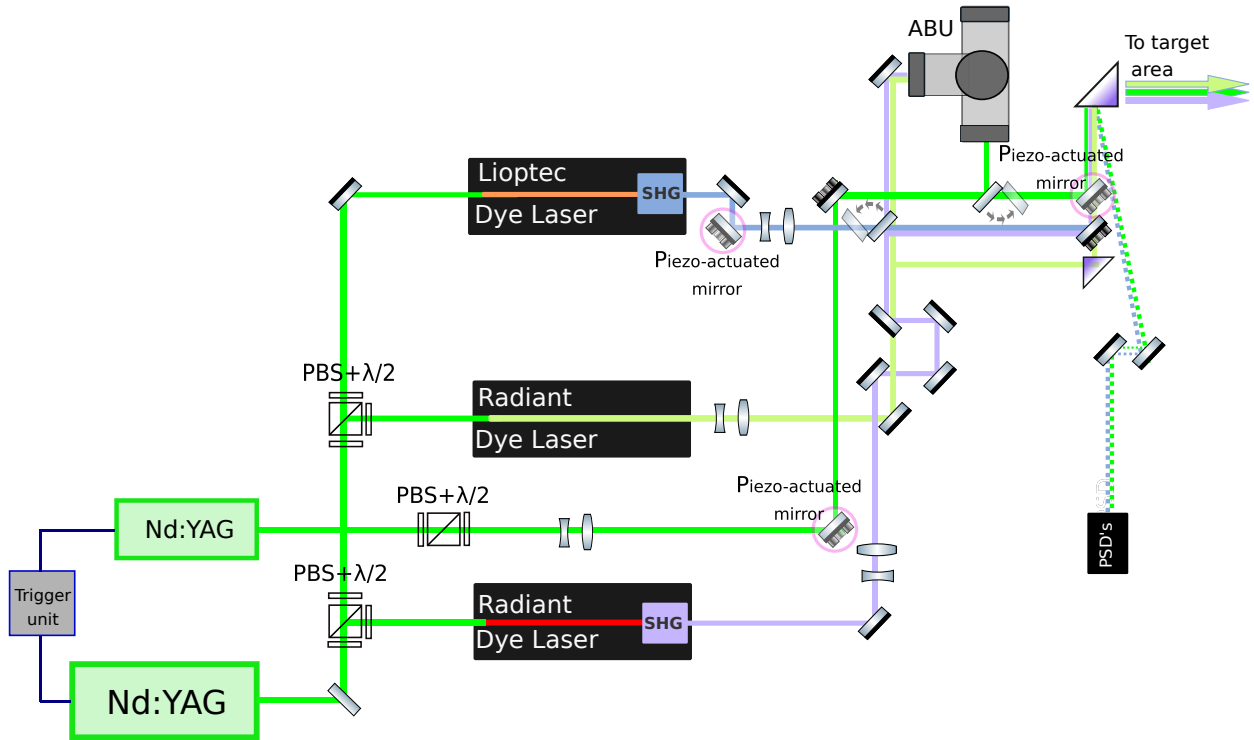 ABU
To target
area
Piezo-actuated
mirror
Lioptec
SHG
Dye Laser
Piezo-actuated
mirror
PBS+λ/2
Radiant
Dye Laser
PBS+λ/2
Piezo-actuated
mirror
Nd:YAG
PSD's
PBS+λ/2
Trigger
unit
Radiant
SHG
Dye Laser
Nd:YAG